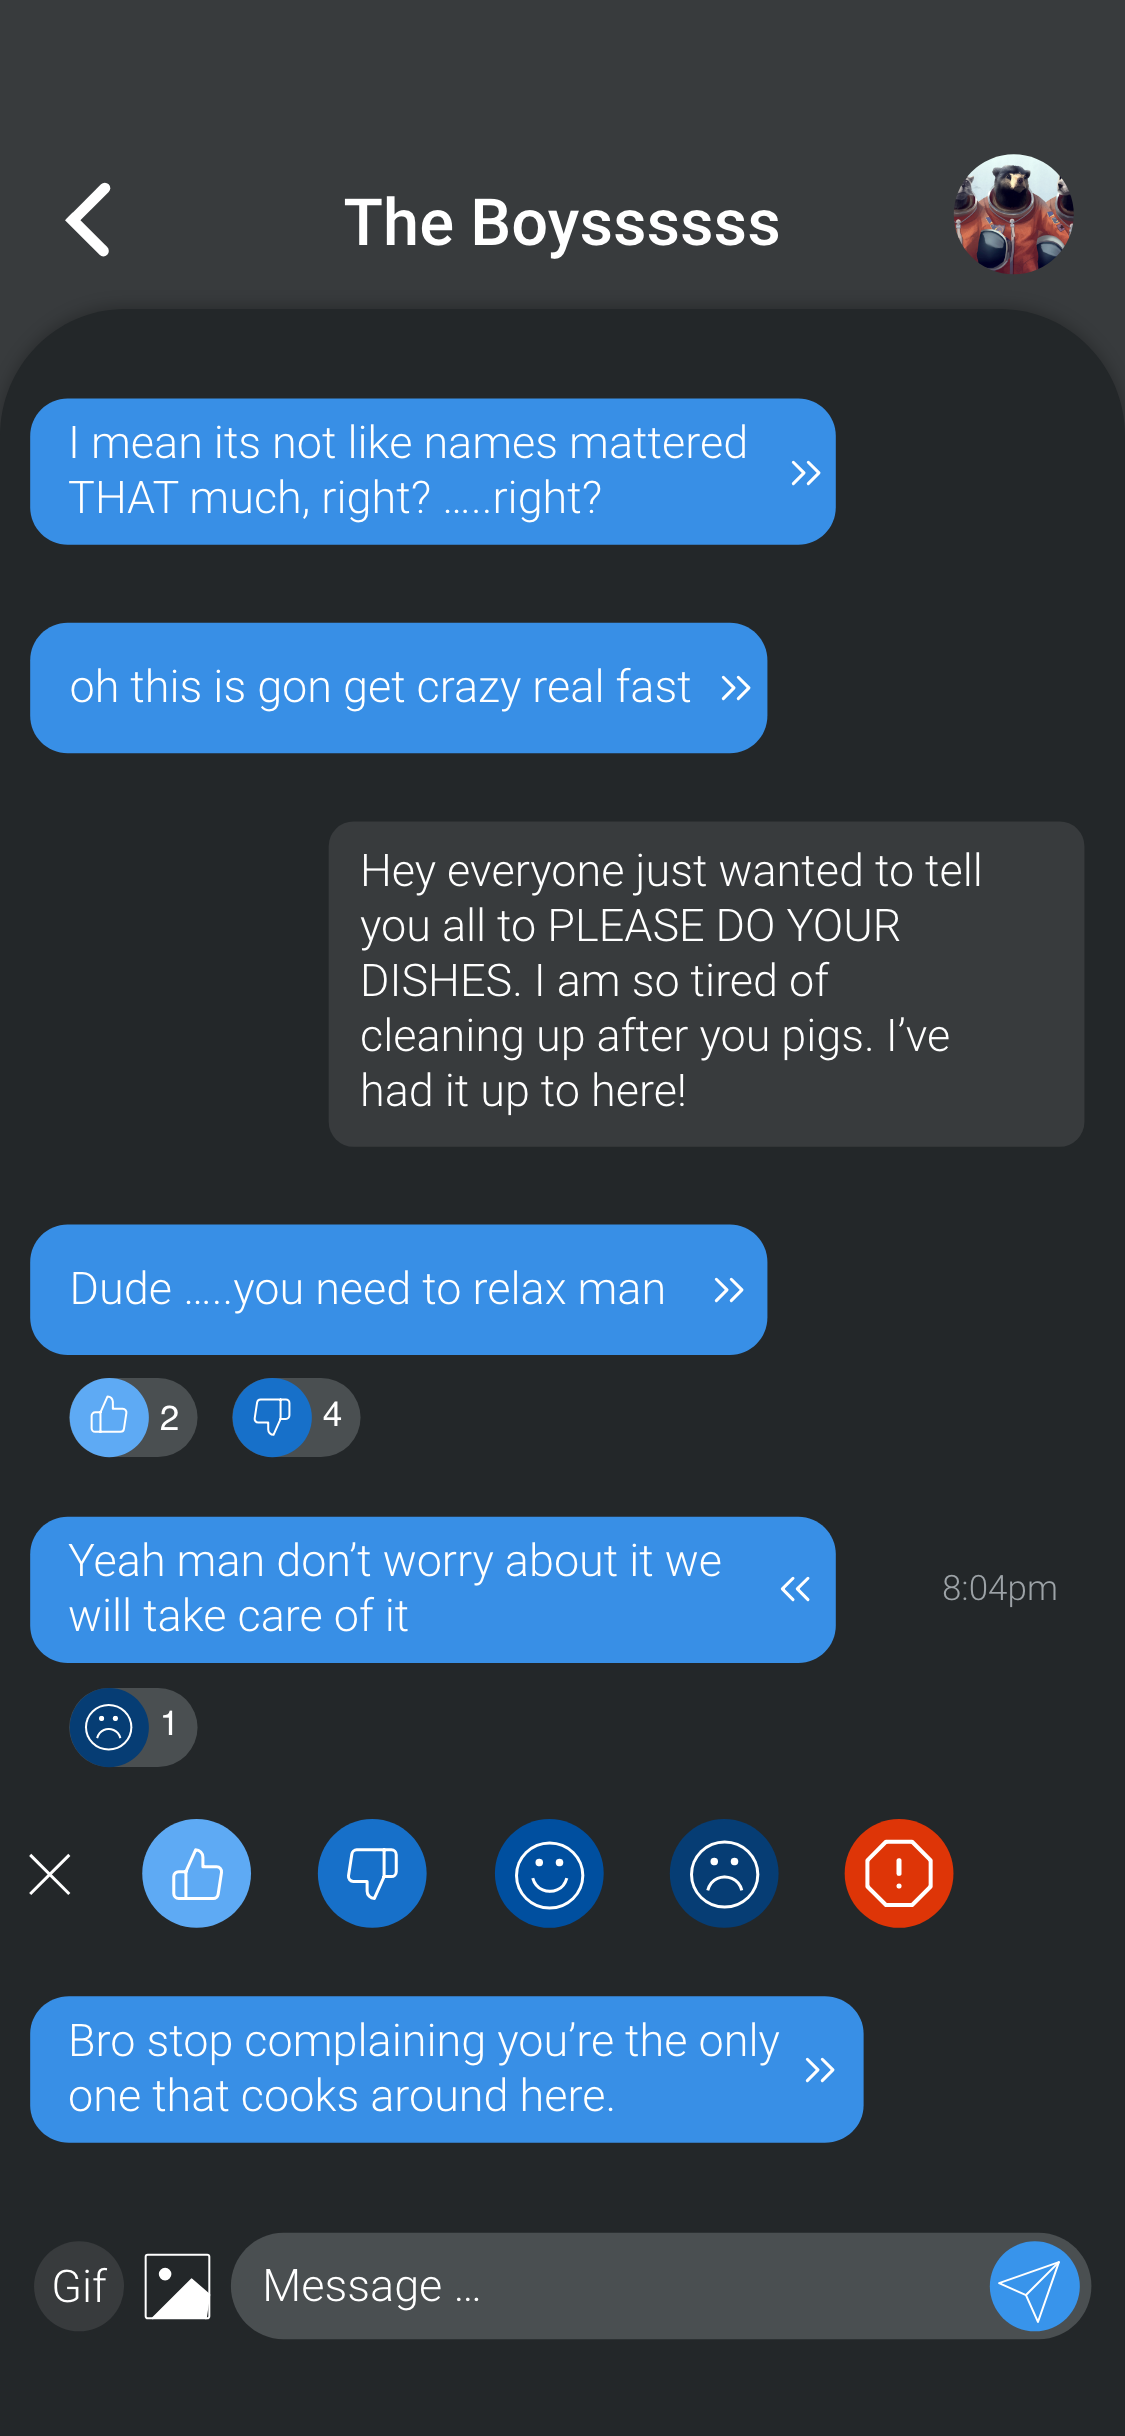 The Boyssssss
I mean its not like names mattered
THAT much, right? .....right?
oh this is gon get crazy real fast
Hey everyone just wanted to tell
you all to PLEASE DO YOUR
DISHES. I am so tired of
cleaning up after you pigs. I’ve
had it up to here!
Dude .....you need to relax man
2
4
Yeah man don’t worry about it we
will take care of it
8:04pm
1
Bro stop complaining you’re the only
one that cooks around here.
Gif
Message ...